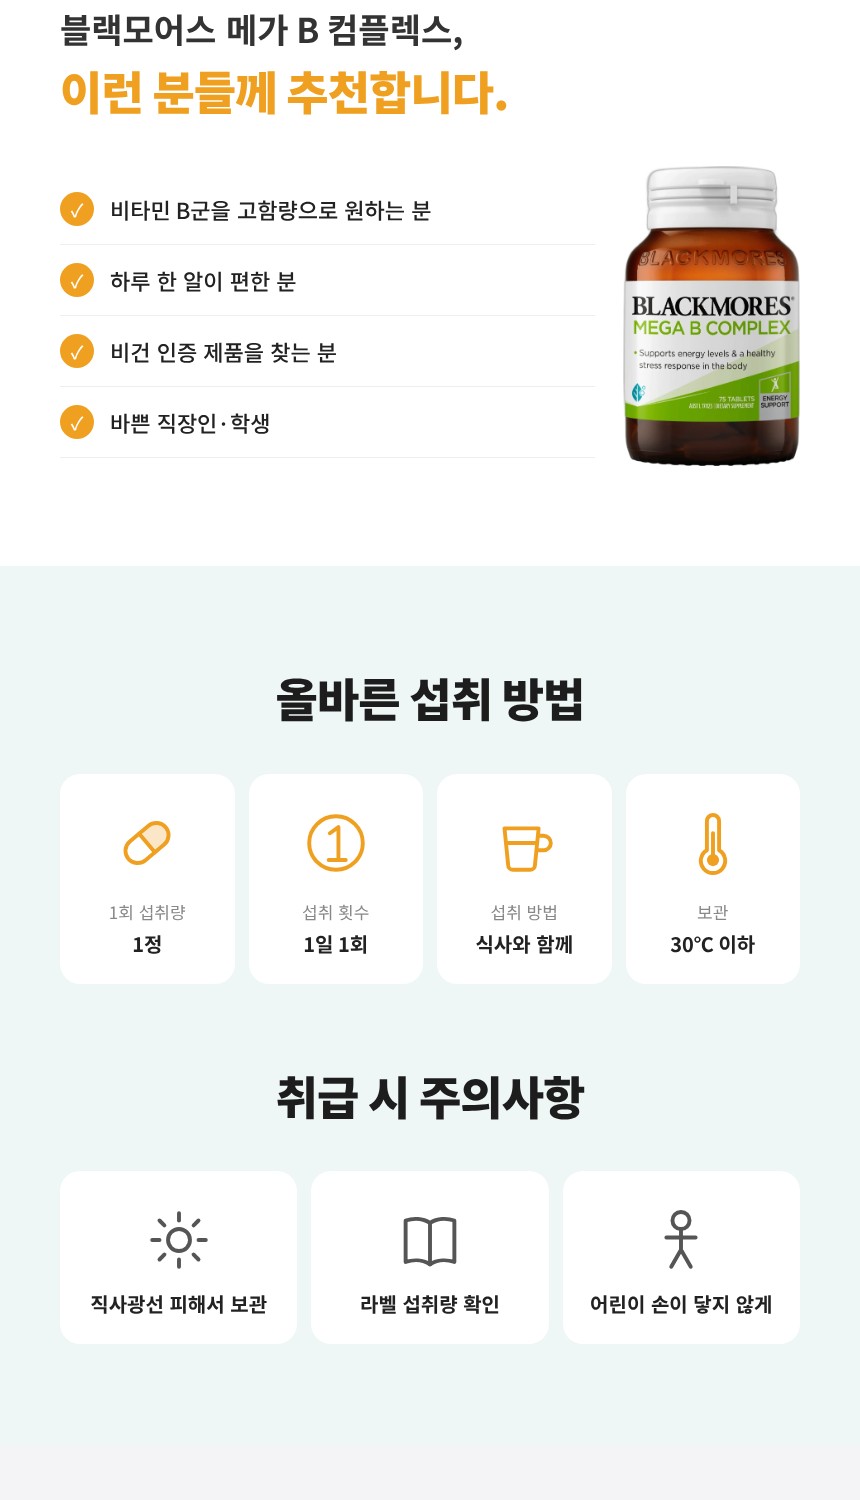 블랙모어스 메가 B 컴플렉스,
이런 분들께 추천합니다.
비타민 B군을 고함량으로 원하는 분
하루 한 알이 편한 분
비건 인증 제품을 찾는 분
바쁜 직장인·학생
BLACKMORES
BLACKMORES®
MEGA B COMPLEX
• Supports energy levels & a healthy
stress response in the body
75 TABLETS
ENERGY
SUPPORT
올바른 섭취 방법
1
1회 섭취량
1정
섭취 횟수
1일 1회
섭취 방법
식사와 함께
보관
30℃ 이하
취급 시 주의사항
직사광선 피해서 보관
라벨 섭취량 확인
어린이 손이 닿지 않게